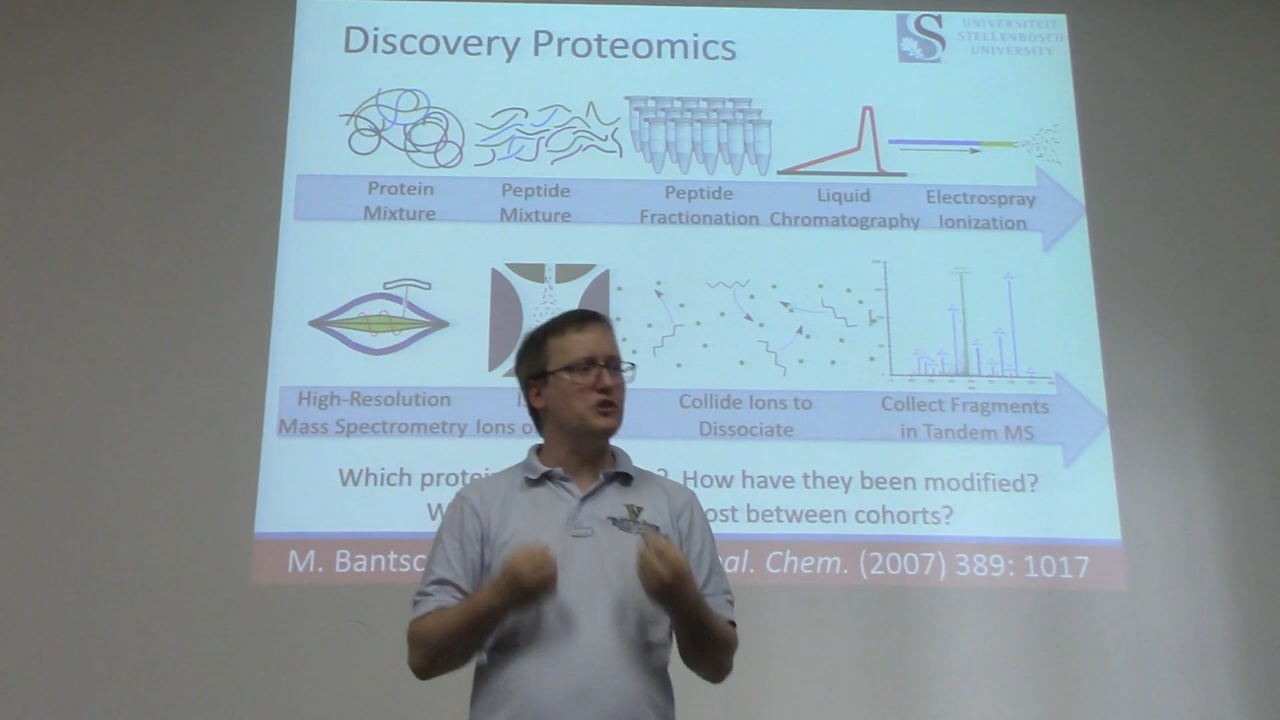 Discovery Proteomics
UNIVERSITEIT
STELLENBOSCH
UNIVERSITY
Protein
Mixture
Peptide
Mixture
Peptide
Fractionation
Liquid
Chromatography
Electrospray
Ionization
High-Resolution
Mass Spectrometry
Ions
Collide Ions to
Dissociate
Collect Fragments
in Tandem MS
Which ? How have they been modified?
between cohorts?
M. al. Chem. (2007) 389: 1017